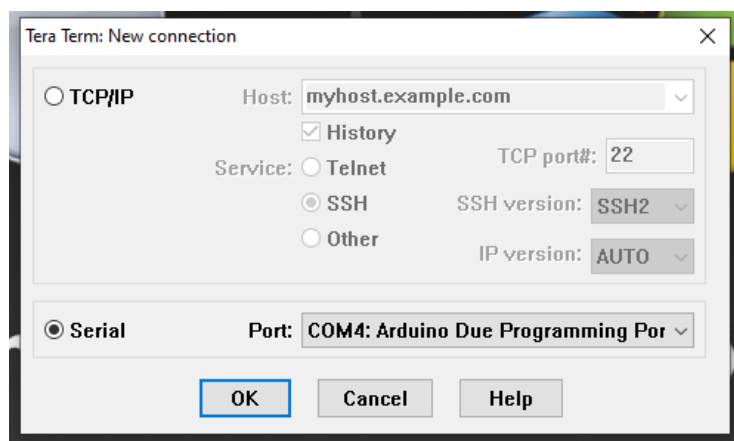 Tera Term: New connection
TCP/IP
Host: myhost.example.com
History
Service: Telnet
TCP port#: 22
SSH
SSH version: SSH2
Other
IP version: AUTO
Serial
Port: COM4: Arduino Due Programming Por
OK Cancel Help